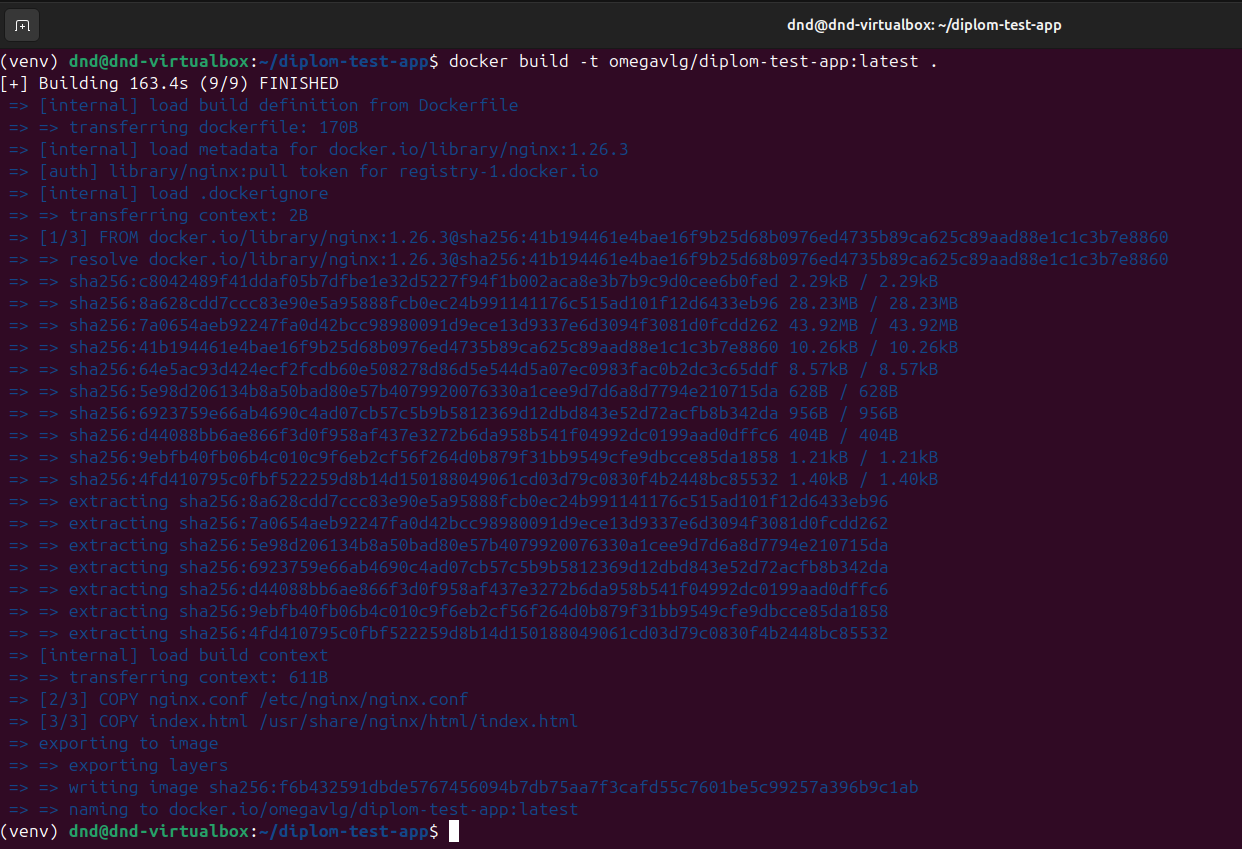 dnd@dnd-virtualbox: ~/diplom-test-app
(venv) dnd@dnd-virtualbox:~/diplom-test-app$ docker build -t omegavlg/diplom-test-app:latest .
[+] Building 163.4s (9/9) FINISHED
=> [internal] load build definition from Dockerfile
=> => transferring dockerfile: 170B
=> [internal] load metadata for docker.io/library/nginx:1.26.3
=> [auth] library/nginx:pull token for registry-1.docker.io
=> [internal] load .dockerignore
=> => transferring context: 2B
=> [1/3] FROM docker.io/library/nginx:1.26.3@sha256:41b194461e4bae16f9b25d68b0976ed4735b89ca625c89aad88e1c1c3b7e8860
=> => resolve docker.io/library/nginx:1.26.3@sha256:41b194461e4bae16f9b25d68b0976ed4735b89ca625c89aad88e1c1c3b7e8860
=> => sha256:c8042489f41ddaf05b7dfbe1e32d5227f94f1b002aca8e3b7b9c9d0cee6b0fed 2.29kB / 2.29kB
=> => sha256:8a628cdd7ccc83e90e5a95888fcb0ec24b991141176c515ad101f12d6433eb96 28.23MB / 28.23MB
=> => sha256:7a0654aeb92247fa0d42bcc98980091d9ece13d9337e6d3094f3081d0fcdd262 43.92MB / 43.92MB
=> => sha256:41b194461e4bae16f9b25d68b0976ed4735b89ca625c89aad88e1c1c3b7e8860 10.26kB / 10.26kB
=> => sha256:64e5ac93d424ecf2fcdb60e508278d86d5e544d5a07ec0983fac0b2dc3c65ddf 8.57kB / 8.57kB
=> => sha256:5e98d206134b8a50bad80e57b4079920076330a1cee9d7d6a8d7794e210715da 628B / 628B
=> => sha256:6923759e66ab4690c4ad07cb57c5b9b5812369d12dbd843e52d72acfb8b342da 956B / 956B
=> => sha256:d44088bb6ae866f3d0f958af437e3272b6da958b541f04992dc0199aad0dffc6 404B / 404B
=> => sha256:9ebfb40fb06b4c010c9f6eb2cf56f264d0b879f31bb9549cfe9dbcce85da1858 1.21kB / 1.21kB
=> => sha256:4fd410795c0fbf522259d8b14d150188049061cd03d79c0830f4b2448bc85532 1.40kB / 1.40kB
=> => extracting sha256:8a628cdd7ccc83e90e5a95888fcb0ec24b991141176c515ad101f12d6433eb96
=> => extracting sha256:7a0654aeb92247fa0d42bcc98980091d9ece13d9337e6d3094f3081d0fcdd262
=> => extracting sha256:5e98d206134b8a50bad80e57b4079920076330a1cee9d7d6a8d7794e210715da
=> => extracting sha256:6923759e66ab4690c4ad07cb57c5b9b5812369d12dbd843e52d72acfb8b342da
=> => extracting sha256:d44088bb6ae866f3d0f958af437e3272b6da958b541f04992dc0199aad0dffc6
=> => extracting sha256:9ebfb40fb06b4c010c9f6eb2cf56f264d0b879f31bb9549cfe9dbcce85da1858
=> => extracting sha256:4fd410795c0fbf522259d8b14d150188049061cd03d79c0830f4b2448bc85532
=> [internal] load build context
=> => transferring context: 611B
=> [2/3] COPY nginx.conf /etc/nginx/nginx.conf
=> [3/3] COPY index.html /usr/share/nginx/html/index.html
=> exporting to image
=> => exporting layers
=> => writing image sha256:f6b432591dbde5767456094b7db75aa7f3cafd55c7601be5c99257a396b9c1ab
=> => naming to docker.io/omegavlg/diplom-test-app:latest
(venv) dnd@dnd-virtualbox:~/diplom-test-app$